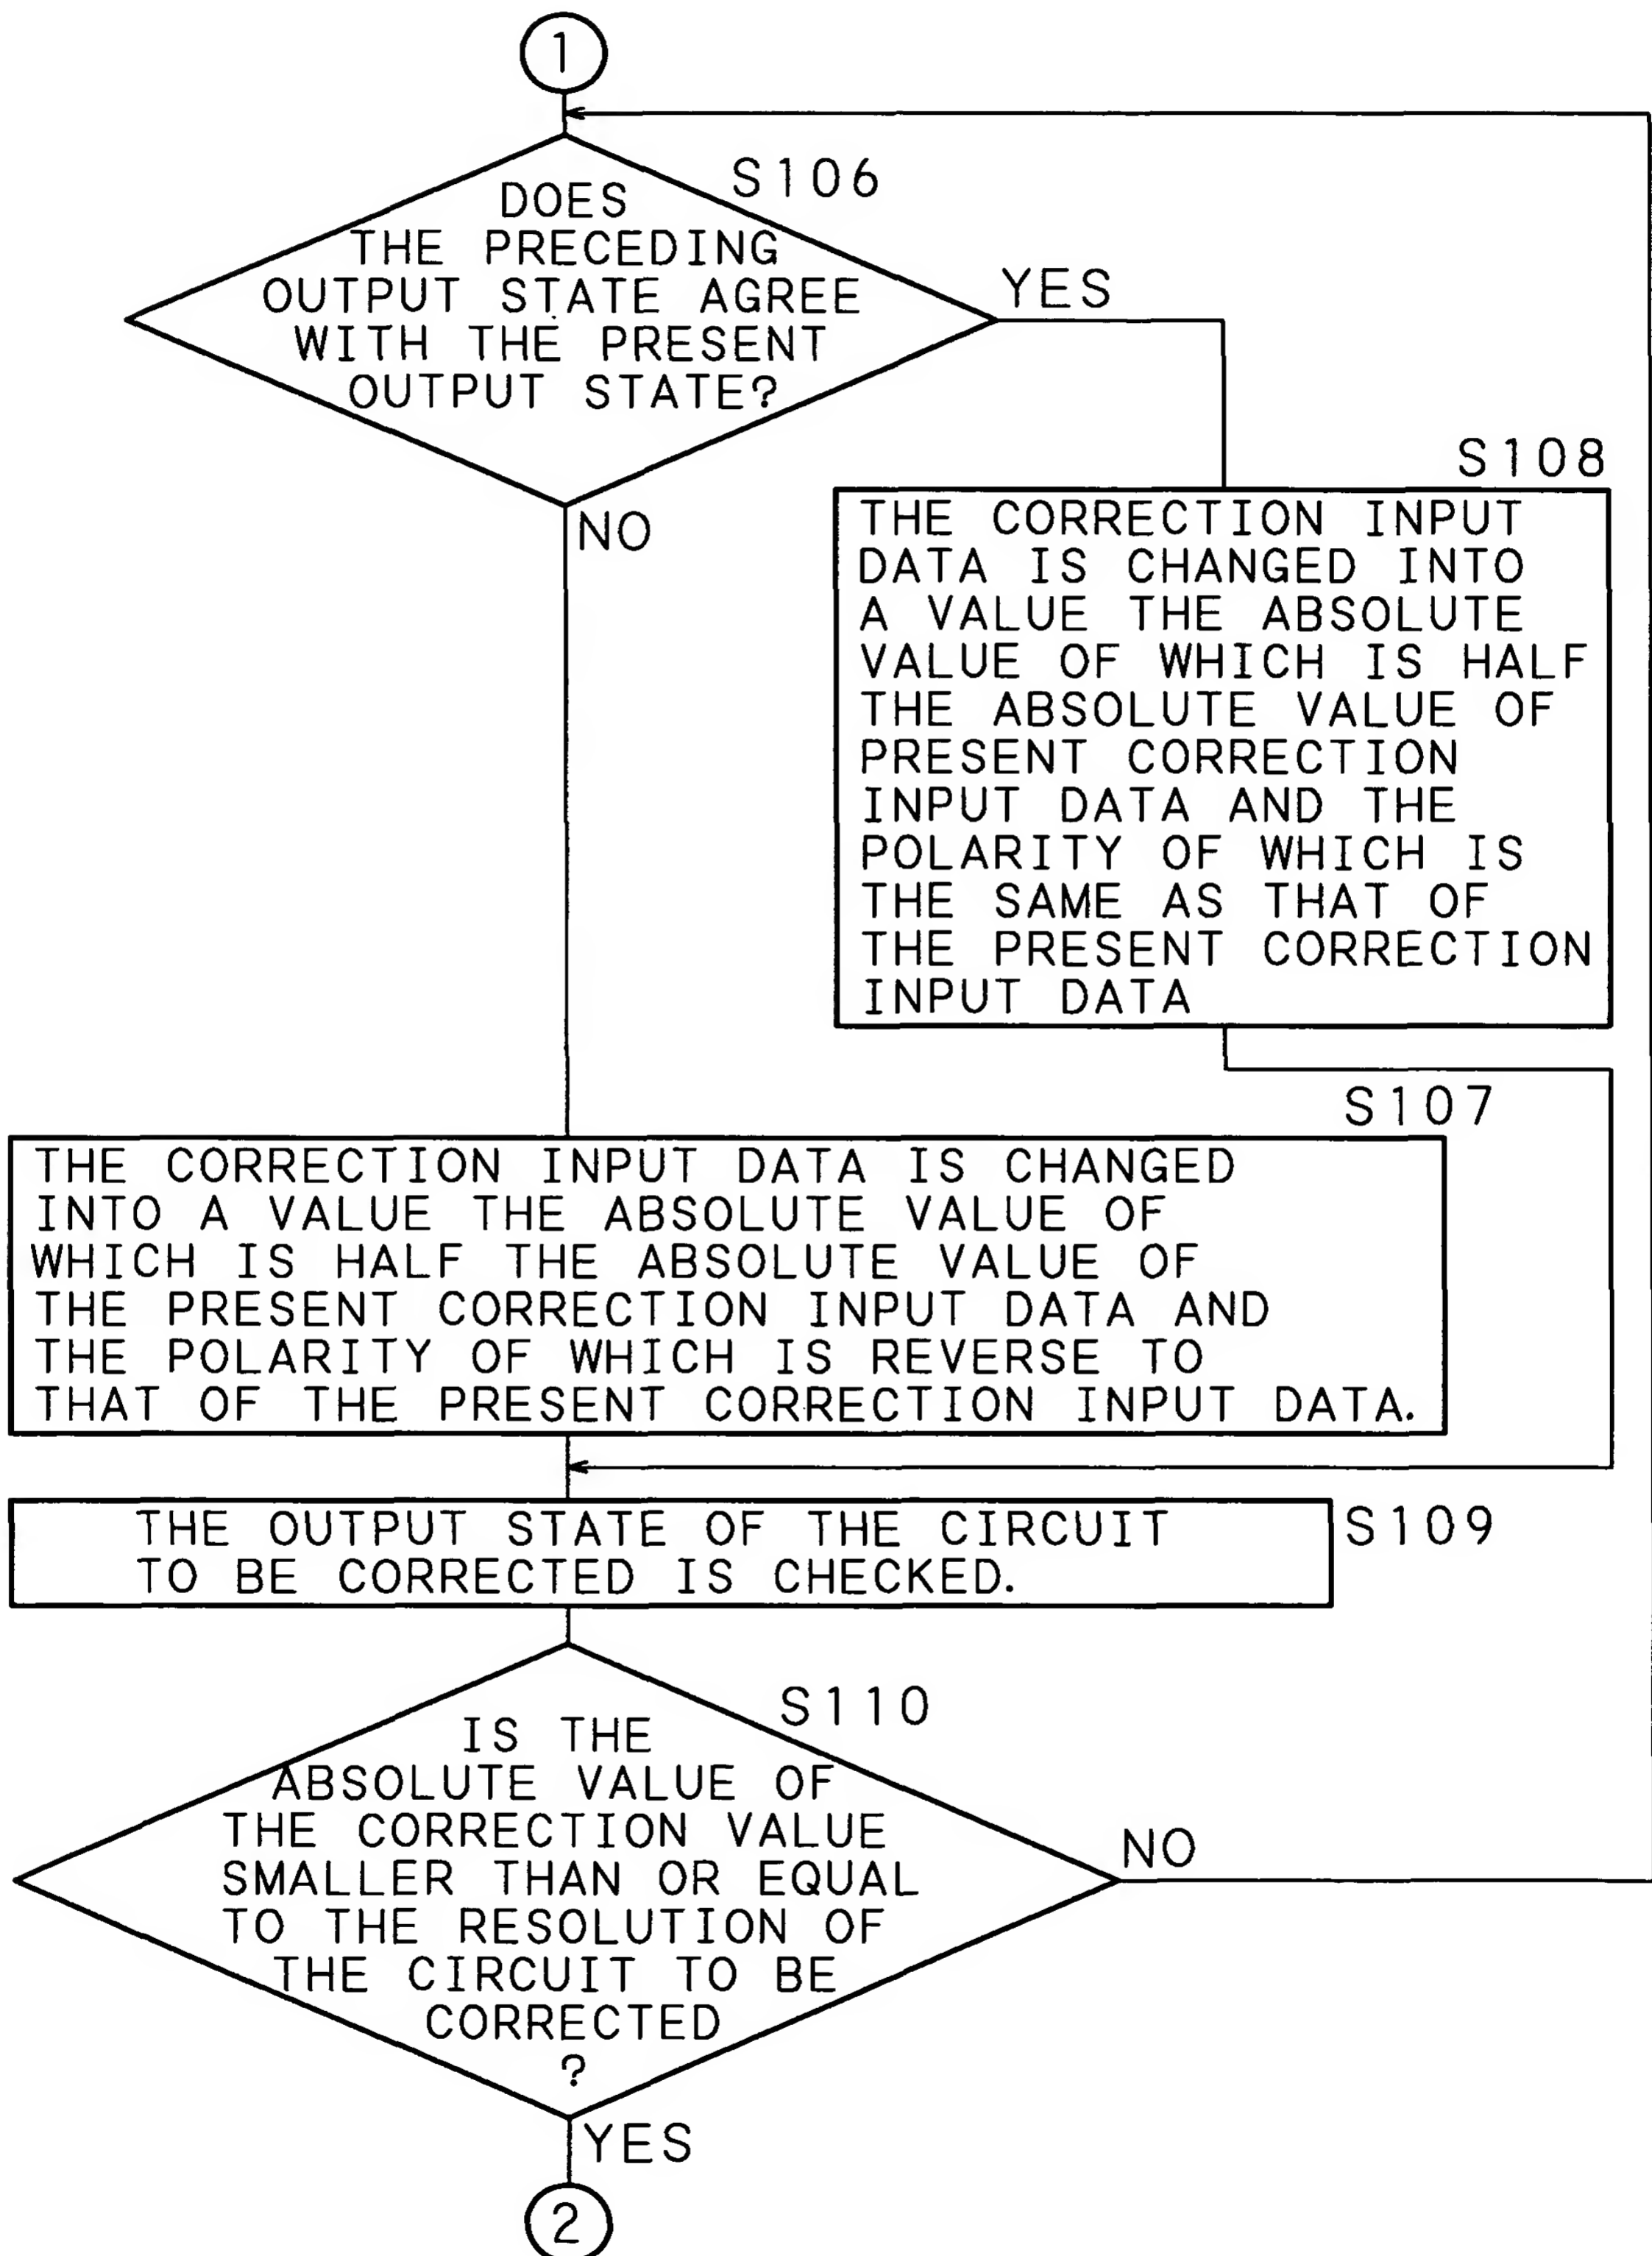 1
S106
DOES
THE PRECEDING
OUTPUT STATE AGREE
WITH THE PRESENT
OUTPUT STATE?
YES
NO
S108
THE CORRECTION INPUT
DATA IS CHANGED INTO
A VALUE THE ABSOLUTE
VALUE OF WHICH IS HALF
THE ABSOLUTE VALUE OF
PRESENT CORRECTION
INPUT DATA AND THE
POLARITY OF WHICH IS
THE SAME AS THAT OF
THE PRESENT CORRECTION
INPUT DATA
S107
THE CORRECTION INPUT DATA IS CHANGED
INTO A VALUE THE ABSOLUTE VALUE OF
WHICH IS HALF THE ABSOLUTE VALUE OF
THE PRESENT CORRECTION INPUT DATA AND
THE POLARITY OF WHICH IS REVERSE TO
THAT OF THE PRESENT CORRECTION INPUT DATA.
THE OUTPUT STATE OF THE CIRCUIT
TO BE CORRECTED IS CHECKED.
S109
S110
IS THE
ABSOLUTE VALUE OF
THE CORRECTION VALUE
SMALLER THAN OR EQUAL
TO THE RESOLUTION OF
THE CIRCUIT TO BE
CORRECTED
?
NO
YES
2